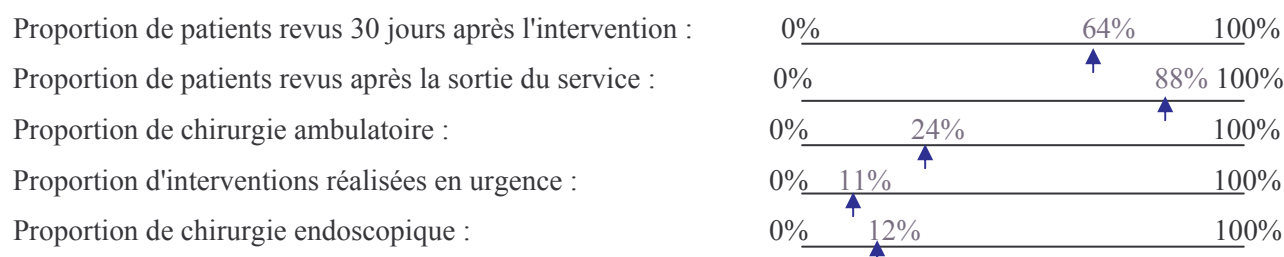 Proportion de patients revus 30 jours après l'intervention : 0% 64% 100%
Proportion de patients revus après la sortie du service : 0% 88% 100%
Proportion de chirurgie ambulatoire : 0% 24% 100%
Proportion d'interventions réalisées en urgence : 0% 11% 100%
Proportion de chirurgie endoscopique : 0% 12% 100%